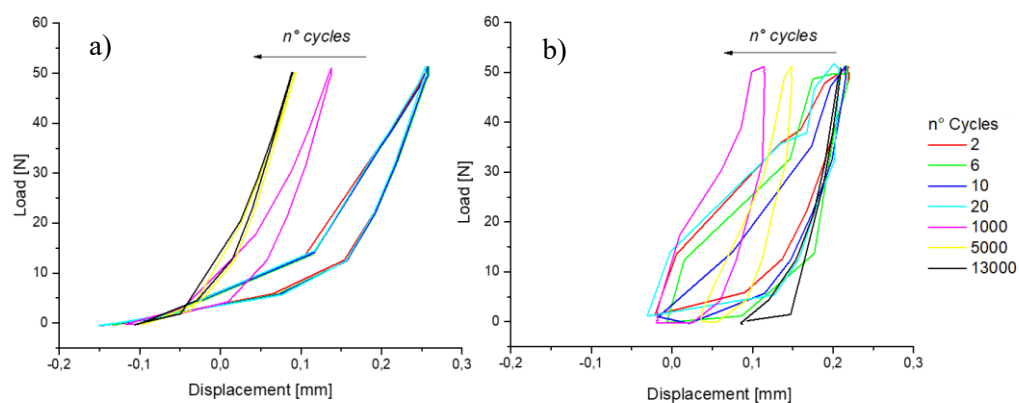 a)
n° cycles
60
50
40
30
20
10
0
Load [N]
-0,2 -0,1 0,0 0,1 0,2 0,3
Displacement [mm]
b)
n° cycles
60
50
40
30
20
10
0
Load [N]
-0,2 -0,1 0,0 0,1 0,2 0,3
Displacement [mm]
n° Cycles
2
6
10
20
1000
5000
13000